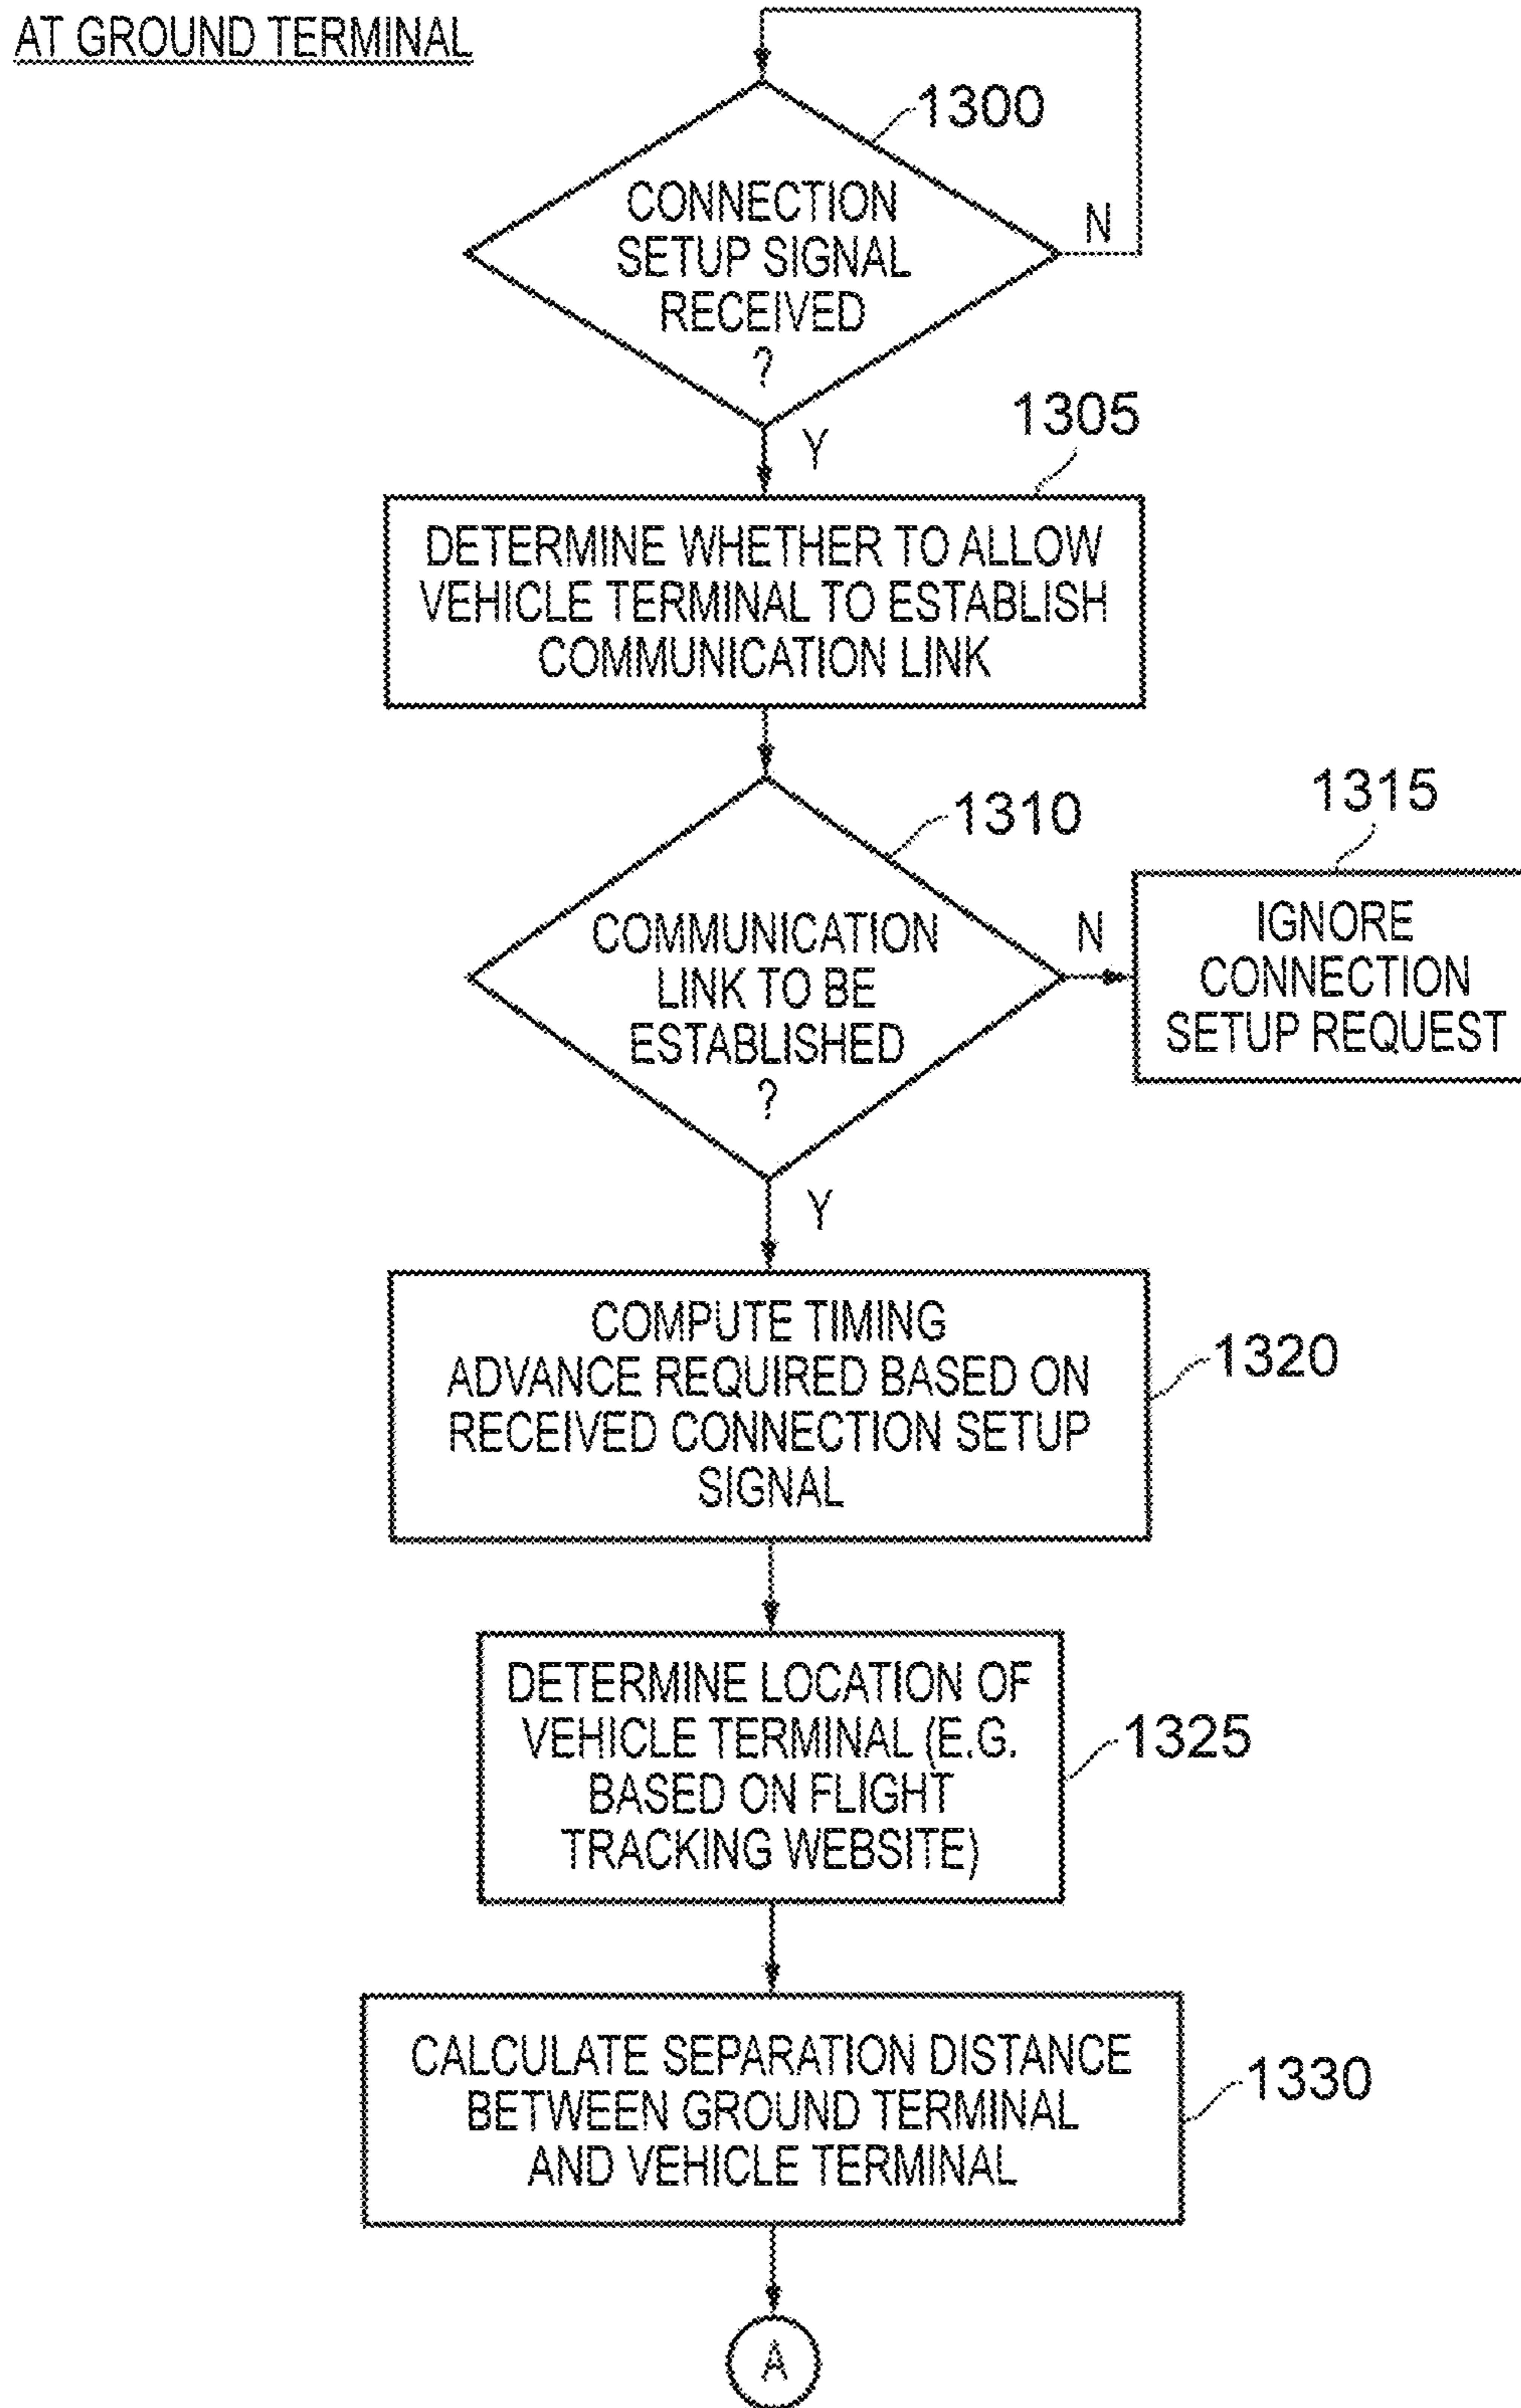 AT GROUND TERMINAL
1300
CONNECTION
SETUP SIGNAL
RECEIVED
?
N
Y
1305
DETERMINE WHETHER TO ALLOW
VEHICLE TERMINAL TO ESTABLISH
COMMUNICATION LINK
1310
COMMUNICATION
LINK TO BE
ESTABLISHED
?
N
1315
IGNORE
CONNECTION
SETUP REQUEST
Y
COMPUTE TIMING
ADVANCE REQUIRED BASED ON
RECEIVED CONNECTION SETUP
SIGNAL
1320
DETERMINE LOCATION OF
VEHICLE TERMINAL (E.G.
BASED ON FLIGHT
TRACKING WEBSITE)
1325
CALCULATE SEPARATION DISTANCE
BETWEEN GROUND TERMINAL
AND VEHICLE TERMINAL
1330
A